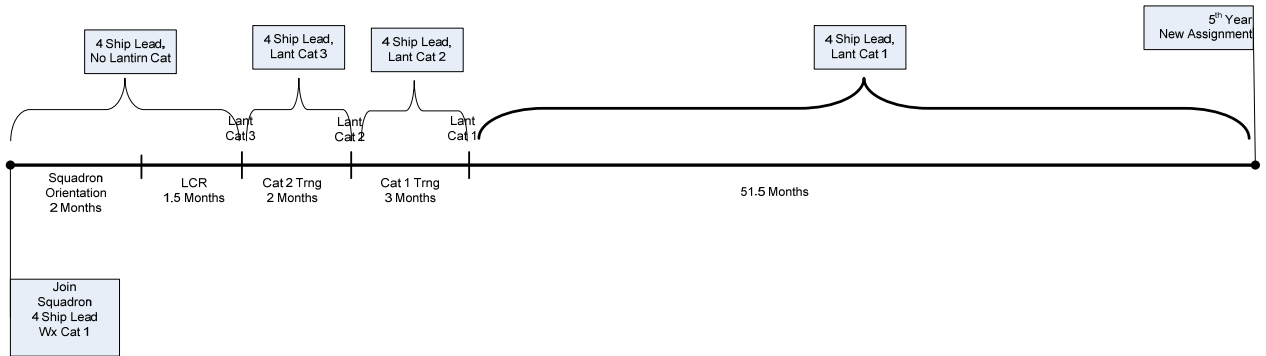 4 Ship Lead,
No Lantirn Cat
4 Ship Lead,
Lant Cat 3
4 Ship Lead,
Lant Cat 2
4 Ship Lead,
Lant Cat 1
5th Year
New Assignment
Lant
Cat 3
Lant
Cat 2
Lant
Cat 1
Squadron
Orientation
2 Months
LCR
1.5 Months
Cat 2 Trng
2 Months
Cat 1 Trng
3 Months
51.5 Months
Join
Squadron
4 Ship Lead
Wx Cat 1